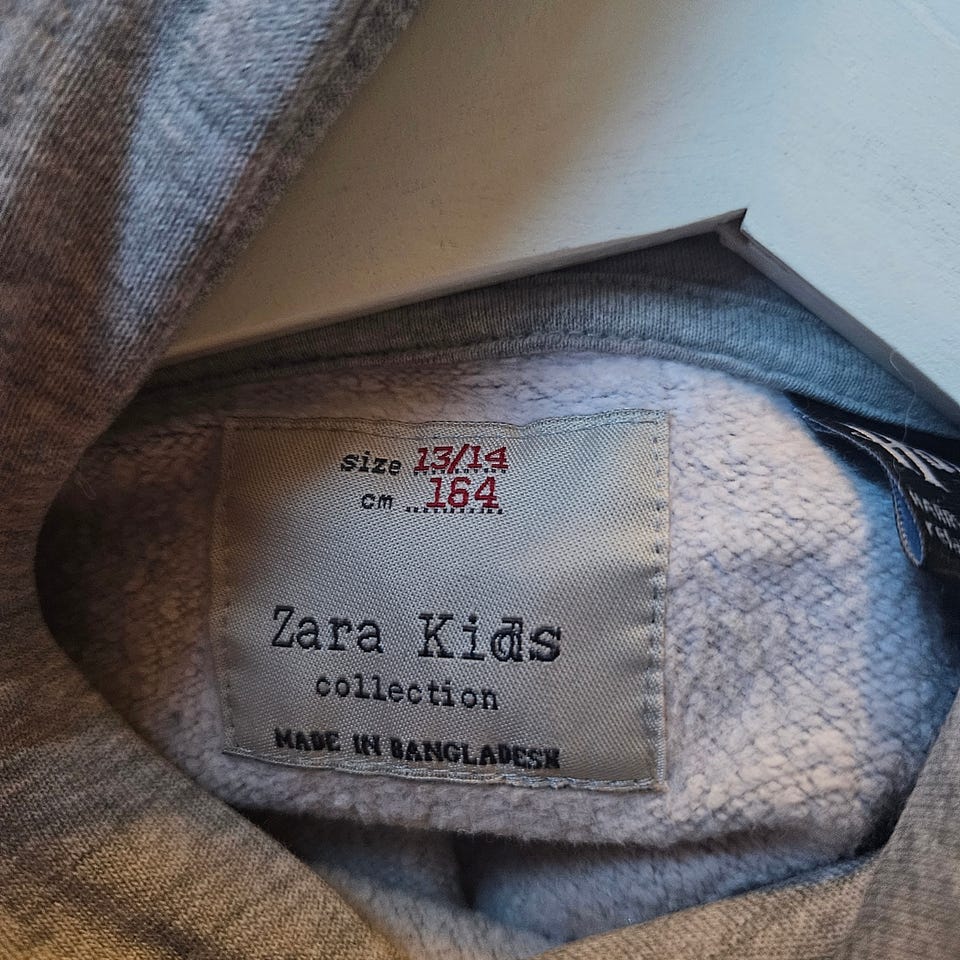 size 13/14
cm 164
Zara Kids
collection
MADE IN BANGLADESH